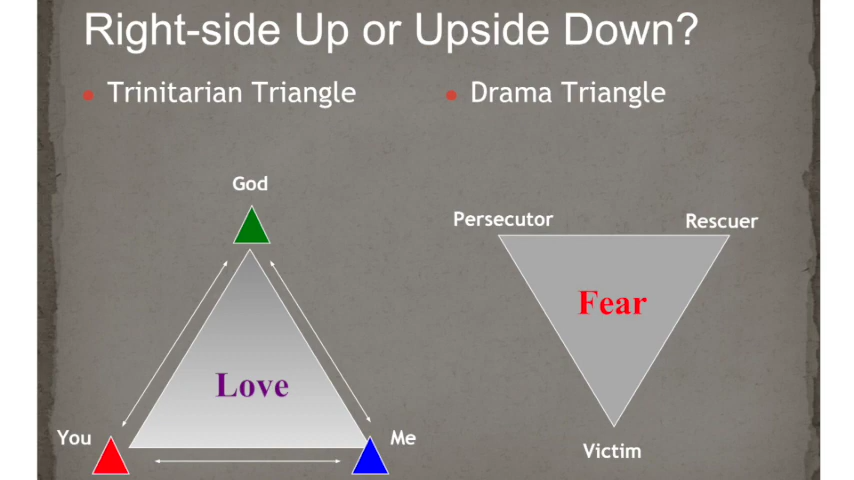 Right-side Up or Upside Down?
Trinitarian Triangle
Drama Triangle
God
Persecutor
Rescuer
Fear
Love
You
Me
Victim